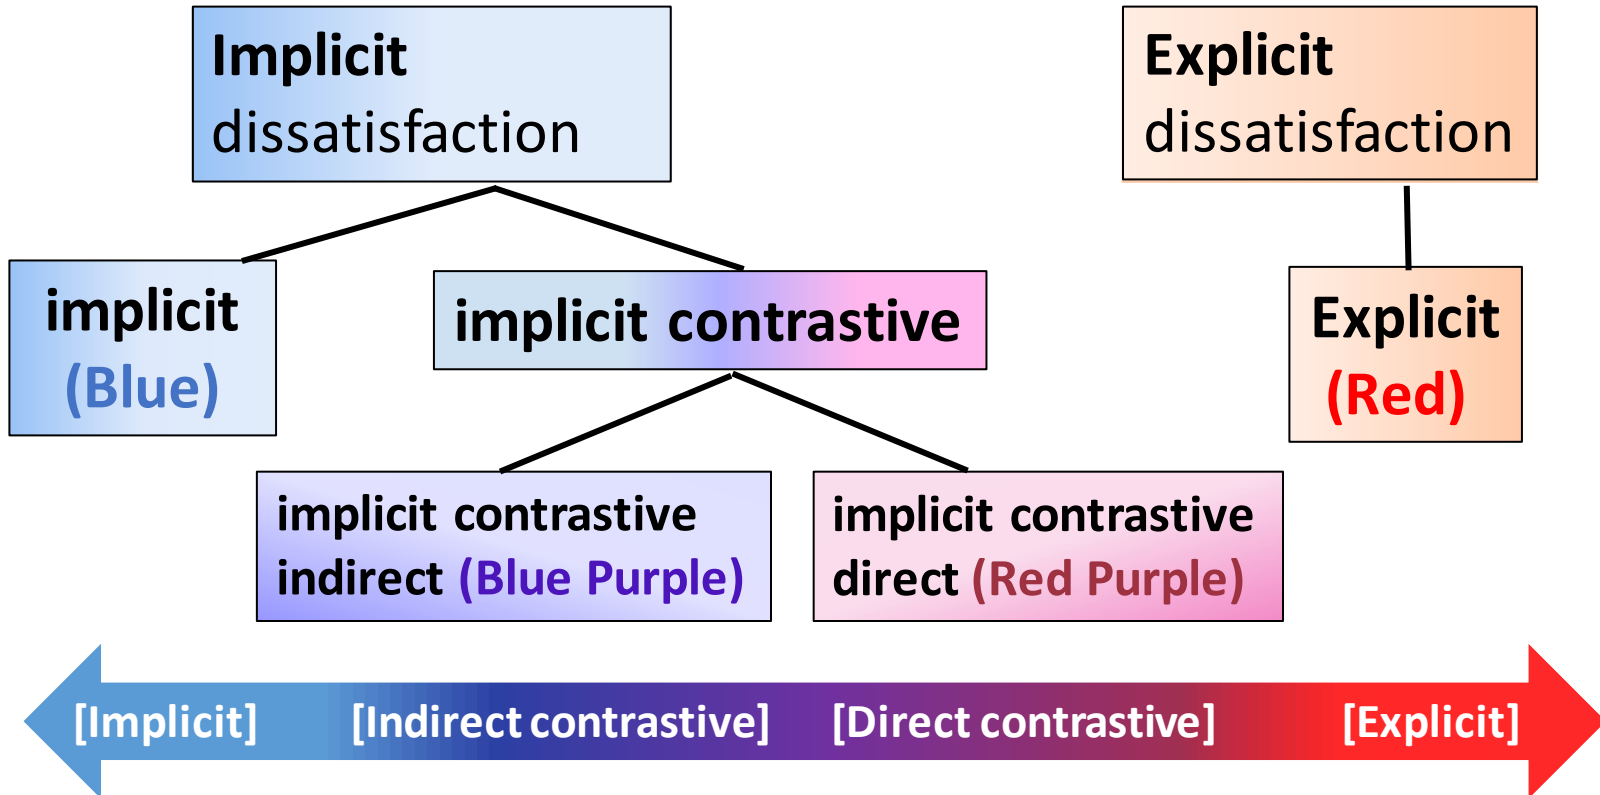 Implicit
dissatisfaction
Explicit
dissatisfaction
implicit
(Blue)
implicit contrastive
Explicit
(Red)
implicit contrastive
indirect (Blue Purple)
implicit contrastive
direct (Red Purple)
[Implicit]
[Indirect contrastive]
[Direct contrastive]
[Explicit]